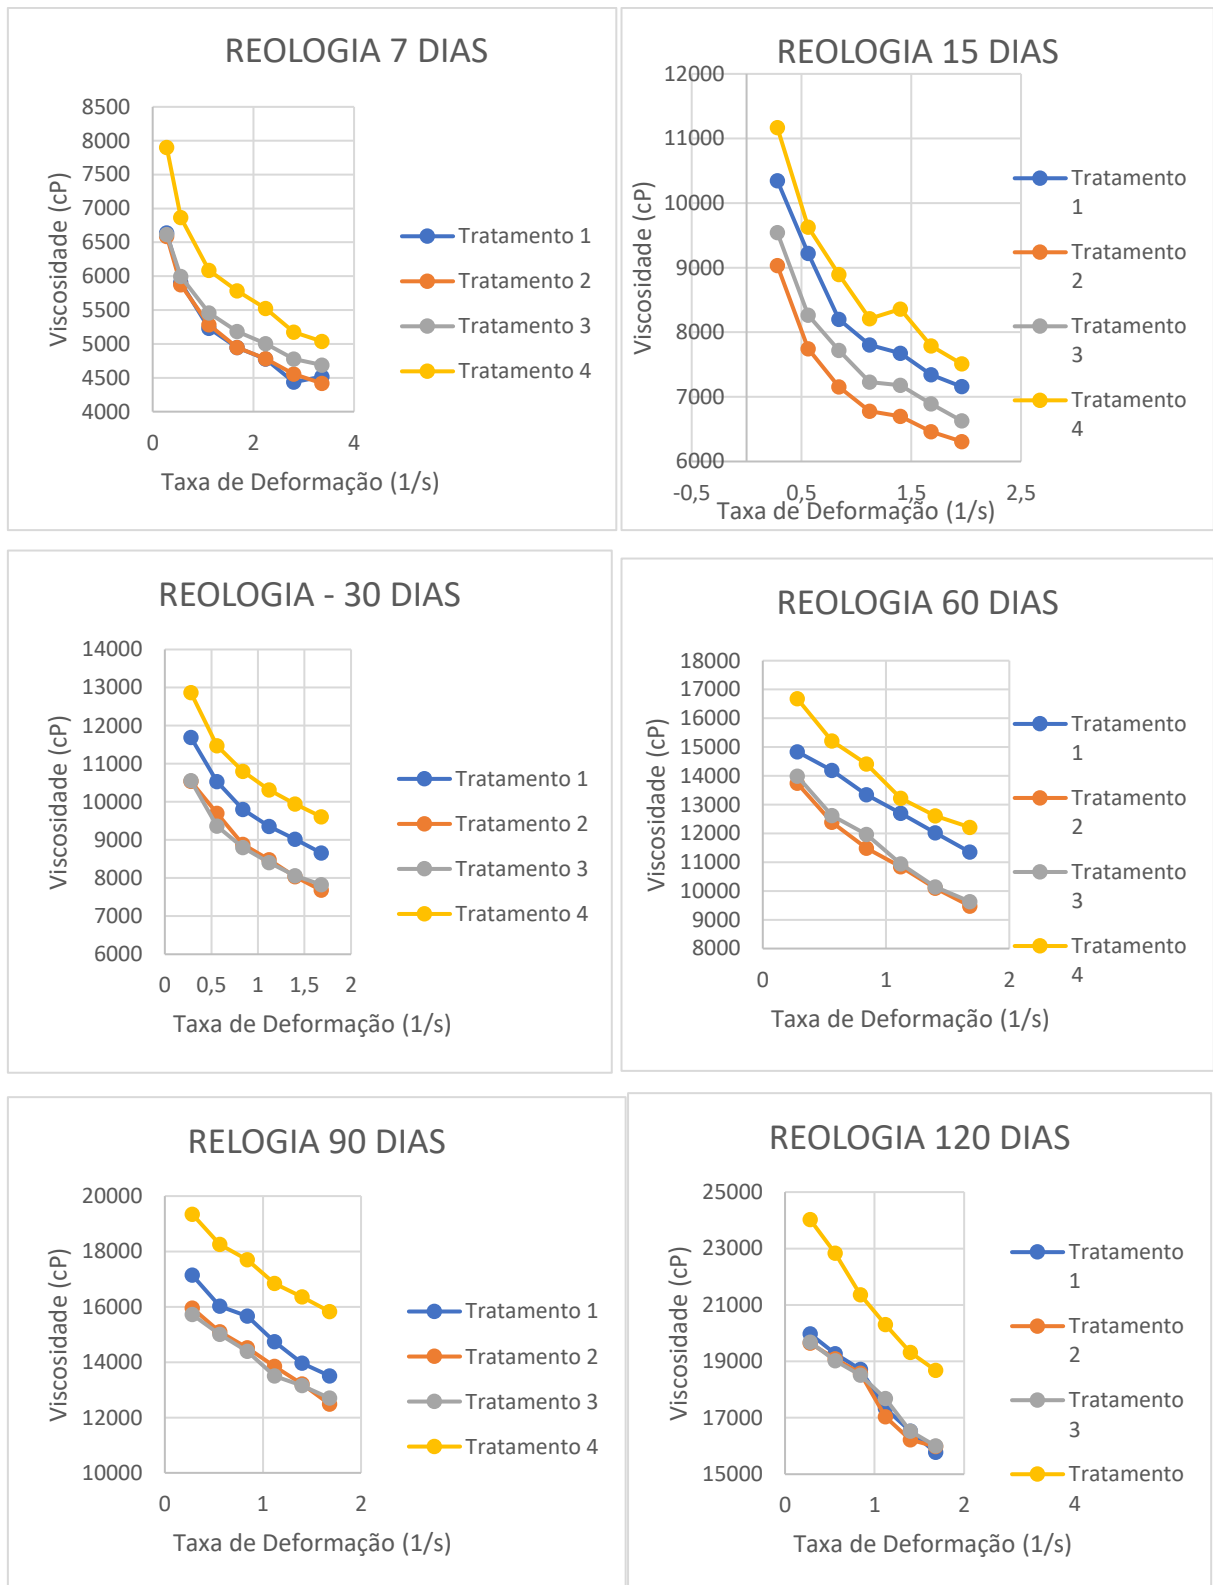 REOLOGIA 7 DIAS
8500
8000
7500
7000
6500
6000
5500
5000
4500
4000
0
2
4
Viscosidade (cP)
Taxa de Deformação (1/s)
Tratamento 1
Tratamento 2
Tratamento 3
Tratamento 4
REOLOGIA 15 DIAS
12000
11000
10000
9000
8000
7000
6000
-0,5
0,5
1,5
2,5
Viscosidade (cP)
Taxa de Deformação (1/s)
Tratamento
1
Tratamento
2
Tratamento
3
Tratamento
4
REOLOGIA - 30 DIAS
14000
13000
12000
11000
10000
9000
8000
7000
6000
0
0,5
1
1,5
2
Viscosidade (cP)
Taxa de Deformação (1/s)
Tratamento 1
Tratamento 2
Tratamento 3
Tratamento 4
REOLOGIA 60 DIAS
18000
17000
16000
15000
14000
13000
12000
11000
10000
9000
8000
0
1
2
Viscosidade (cP)
Taxa de Deformação (1/s)
Tratamento
1
Tratamento
2
Tratamento
3
Tratamento
4
RELOGIA 90 DIAS
20000
18000
16000
14000
12000
10000
0
1
2
Viscosidade (cP)
Taxa de Deformação (1/s)
Tratamento 1
Tratamento 2
Tratamento 3
Tratamento 4
REOLOGIA 120 DIAS
25000
23000
21000
19000
17000
15000
0
1
2
Viscosidade (cP)
Taxa de Deformação (1/s)
Tratamento
1
Tratamento
2
Tratamento
3
Tratamento
4